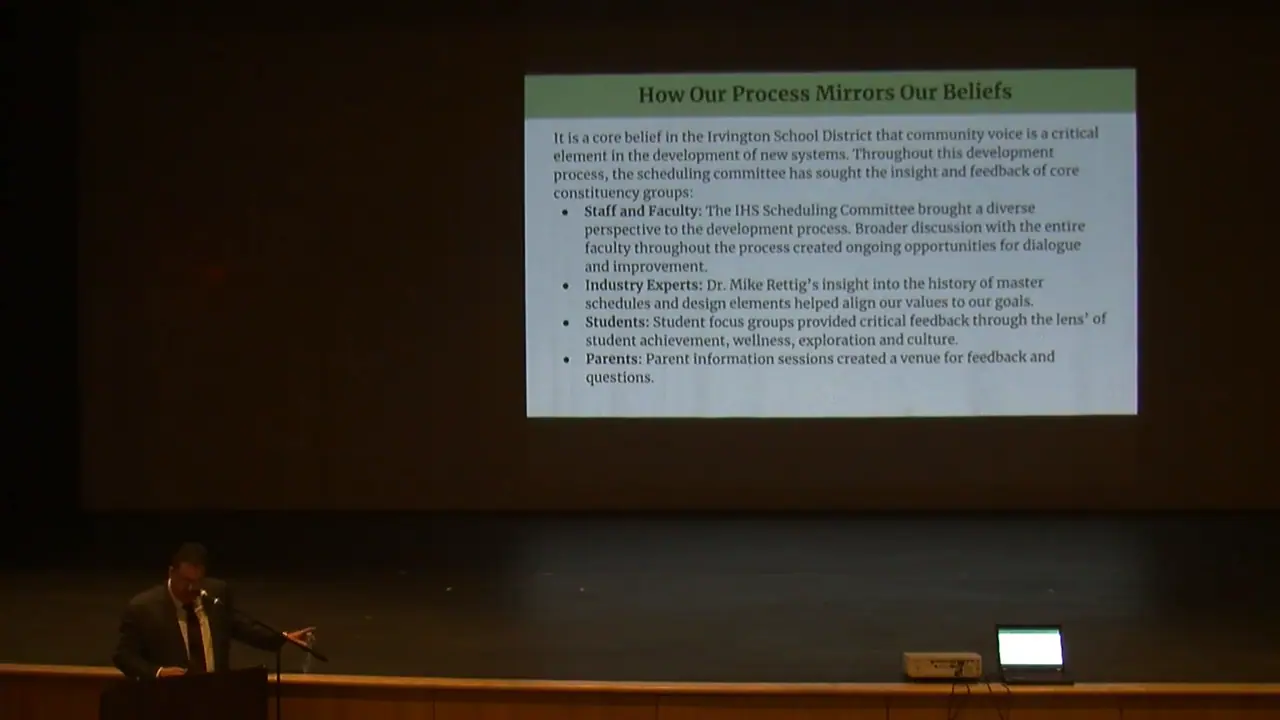 How Our Process Mirrors Our Beliefs
It is a core belief in the Irvington School District that community voice is a critical
element in the development of new systems. Throughout this development
process, the scheduling committee has sought the insight and feedback of core
constituency groups:
• Staff and Faculty: The IHS Scheduling Committee brought a diverse
perspective to the development process. Broader discussion with the entire
faculty throughout the process created ongoing opportunities for dialogue
and improvement.
• Industry Experts: Dr. Mike Rettig's insight into the history of master
schedules and design elements helped align our values to our goals.
• Students: Student focus groups provided critical feedback through the lens' of
student achievement, wellness, exploration and culture.
• Parents: Parent information sessions created a venue for feedback and
questions.